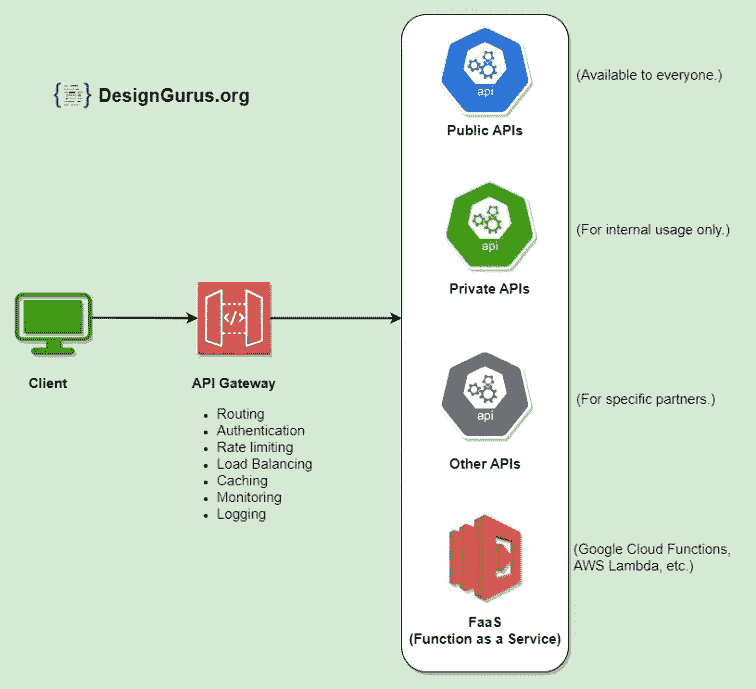 DesignGurus.org
api
Public APIs
(Available to everyone.)
api
Private APIs
(For internal usage only.)
Client
API Gateway
Routing
Authentication
Rate limiting
Load Balancing
Caching
Monitoring
Logging
</>
api
Other APIs
(For specific partners.)
FaaS
(Function as a Service)
(Google Cloud Functions,
AWS Lambda, etc.)